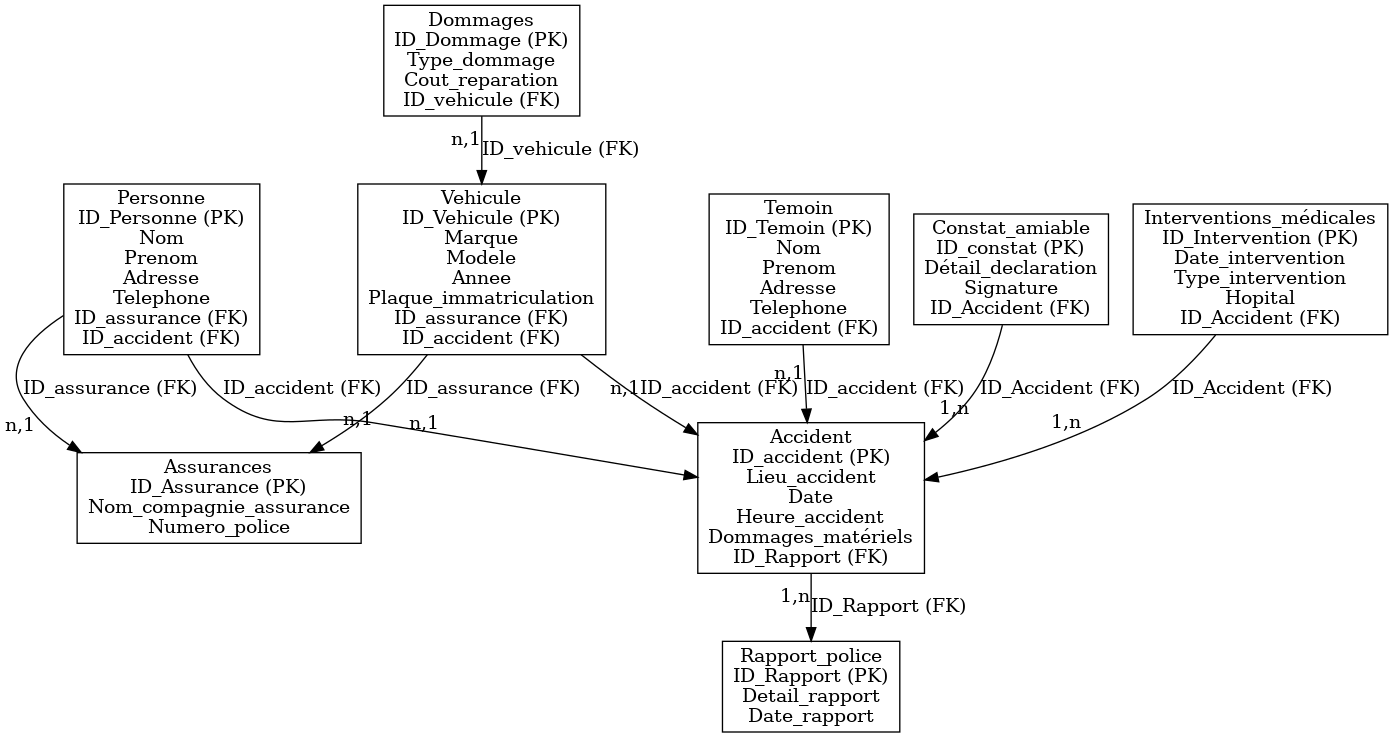 Dommages
ID_Dommage (PK)
Type_dommage
Cout_reparation
ID_vehicule (FK)
n,1
ID_vehicule (FK)
Personne
ID_Personne (PK)
Nom
Prenom
Adresse
Telephone
ID_assurance (FK)
ID_accident (FK)
Vehicule
ID_Vehicule (PK)
Marque
Modele
Annee
Plaque_immatriculation
ID_assurance (FK)
ID_accident (FK)
Temoin
ID_Temoin (PK)
Nom
Prenom
Adresse
Telephone
ID_accident (FK)
Constat_amiable
ID_constat (PK)
Détail_declaration
Signature
ID_Accident (FK)
Interventions_médicales
ID_Intervention (PK)
Date_intervention
Type_intervention
Hopital
ID_Accident (FK)
ID_assurance (FK)
n,1
ID_accident (FK)
n,1
ID_assurance (FK)
n,1
n,1
ID_accident (FK)
n,1
ID_accident (FK)
ID_Accident (FK)
1,n
ID_Accident (FK)
1,n
Assurances
ID_Assurance (PK)
Nom_compagnie_assurance
Numero_police
Accident
ID_accident (PK)
Lieu_accident
Date
Heure_accident
Dommages_matériels
ID_Rapport (FK)
1,n
ID_Rapport (FK)
Rapport_police
ID_Rapport (PK)
Detail_rapport
Date_rapport